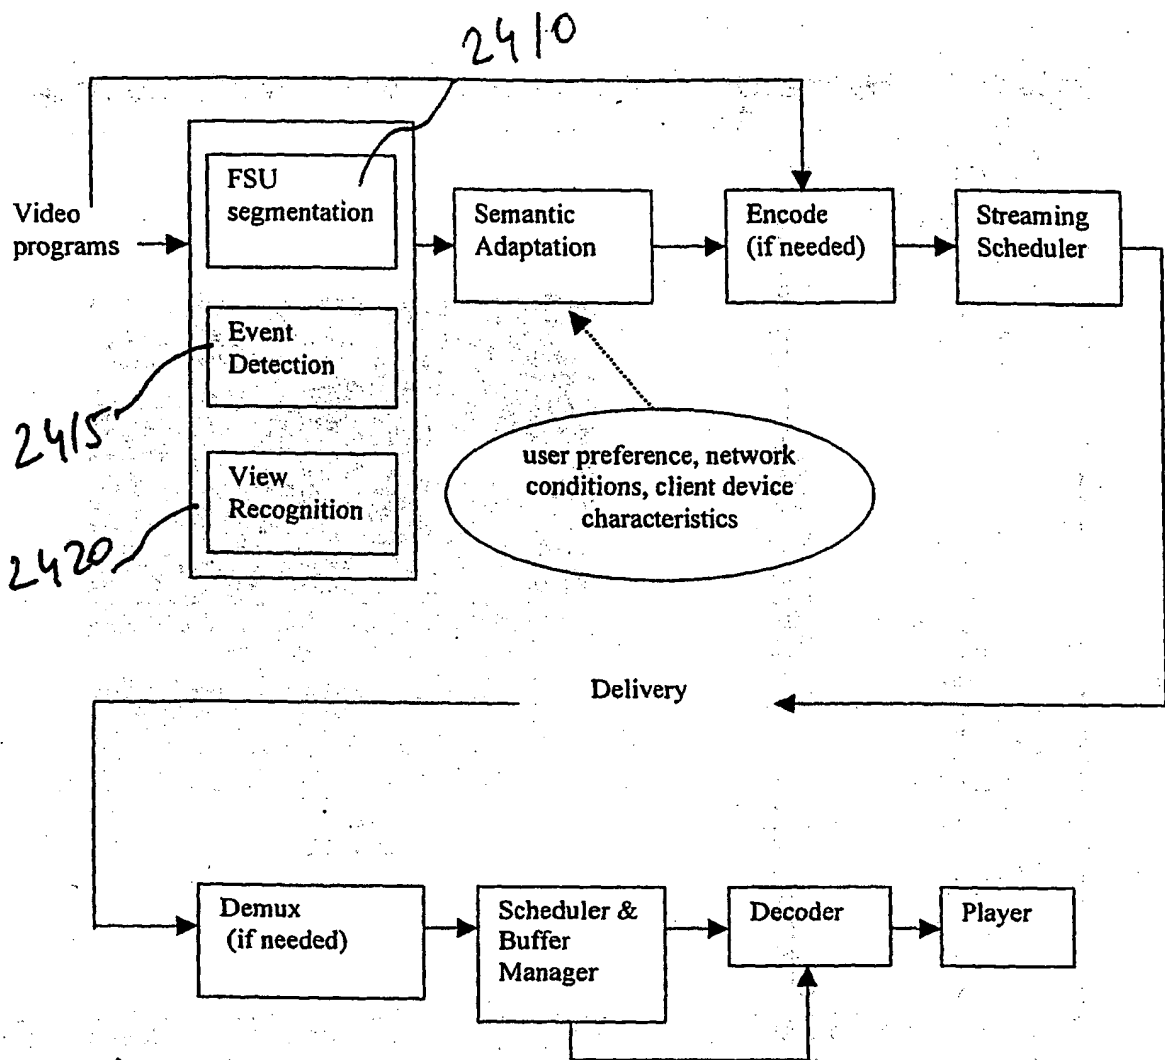 2410
FSU
segmentation
Video
programs
Semantic
Adaptation
Encode
(if needed)
Streaming
Scheduler
Event
Detection
2415
View
Recognition
2420
user preference, network
conditions, client device
characteristics
Delivery
Demux
(if needed)
Scheduler &
Buffer
Manager
Decoder
Player